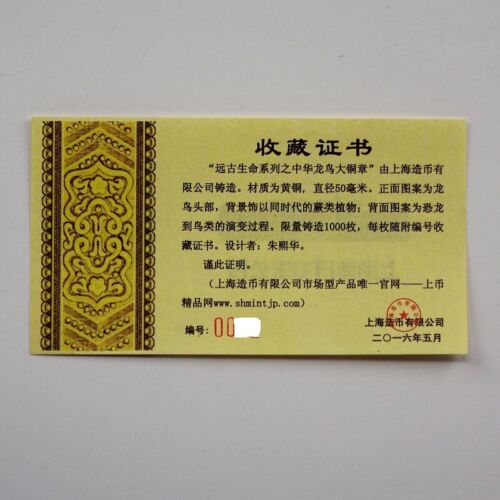 收藏证书
“远古生命系列之中华龙鸟大铜章”由上海造币有
限公司铸造。材质为黄铜，直径50毫米。正面图案为龙
鸟头部，背景饰以同时代的蕨类植物；背面图案为恐龙
到鸟类的演变过程。限量铸造1000枚，每枚随附编号收
藏证书。设计者：朱熙华。
谨此证明。
（上海造币有限公司市场型产品唯一官网——上币
精品网www.shmintjp.com）
编号：00
上海造币有限公司
二〇一六年五月